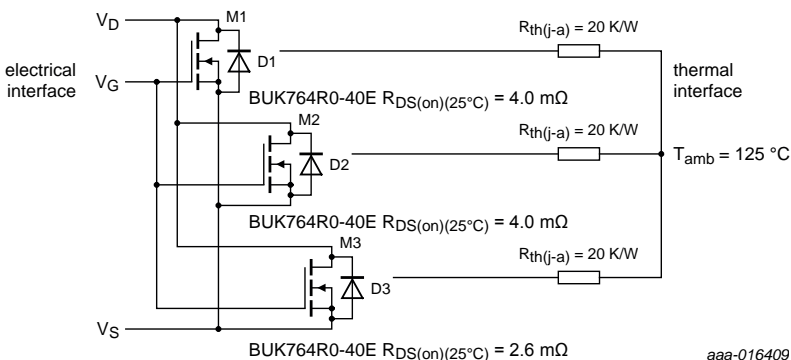 V_D
M1
R_th(j-a) = 20 K/W
electrical
interface
V_G
D1
thermal
interface
BUK764R0-40E R_DS(on)(25°C) = 4.0 mΩ
M2
R_th(j-a) = 20 K/W
D2
T_amb = 125 °C
BUK764R0-40E R_DS(on)(25°C) = 4.0 mΩ
M3
R_th(j-a) = 20 K/W
D3
V_S
BUK764R0-40E R_DS(on)(25°C) = 2.6 mΩ
aaa-016409